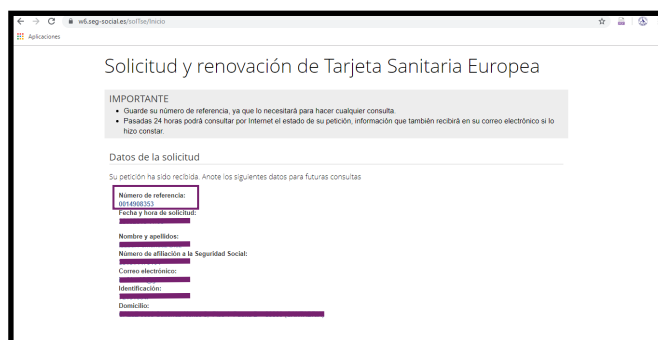 w6.seg-social.es/solTse/Inicio
Aplicaciones
Solicitud y renovación de Tarjeta Sanitaria Europea
IMPORTANTE
Guarde su número de referencia, ya que lo necesitará para hacer cualquier consulta.
Pasadas 24 horas podrá consultar por Internet el estado de su petición, información que también recibirá en su correo electrónico si lo
hizo constar.
Datos de la solicitud
Su petición ha sido recibida. Anote los siguientes datos para futuras consultas
Número de referencia:
0014908353
Fecha y hora de solicitud:
Nombre y apellidos:
Número de afiliación a la Seguridad Social:
Correo electrónico:
Identificación:
Domicilio: